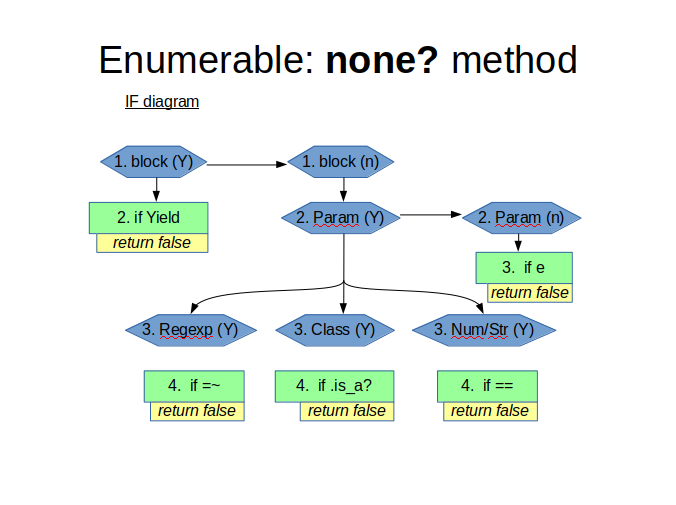 Enumerable: none? method
IF diagram
1. block (Y)
1. block (n)
2. if Yield
return false
2. Param (Y)
2. Param (n)
3. if e
return false
3. Regexp (Y)
3. Class (Y)
3. Num/Str (Y)
4. if =~
return false
4. if .is_a?
return false
4. if ==
return false